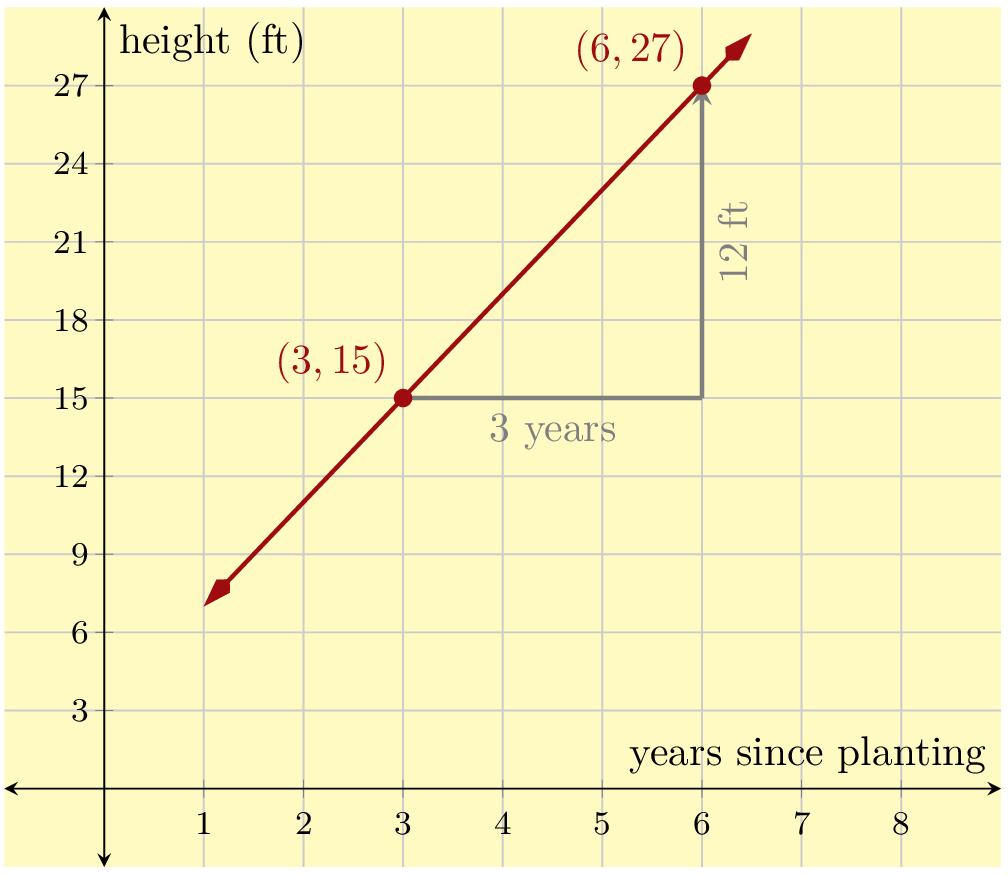 height (ft)
(6, 27)
27
24
21
12 ft
18
(3, 15)
15
3 years
12
9
6
3
years since planting
1 2 3 4 5 6 7 8